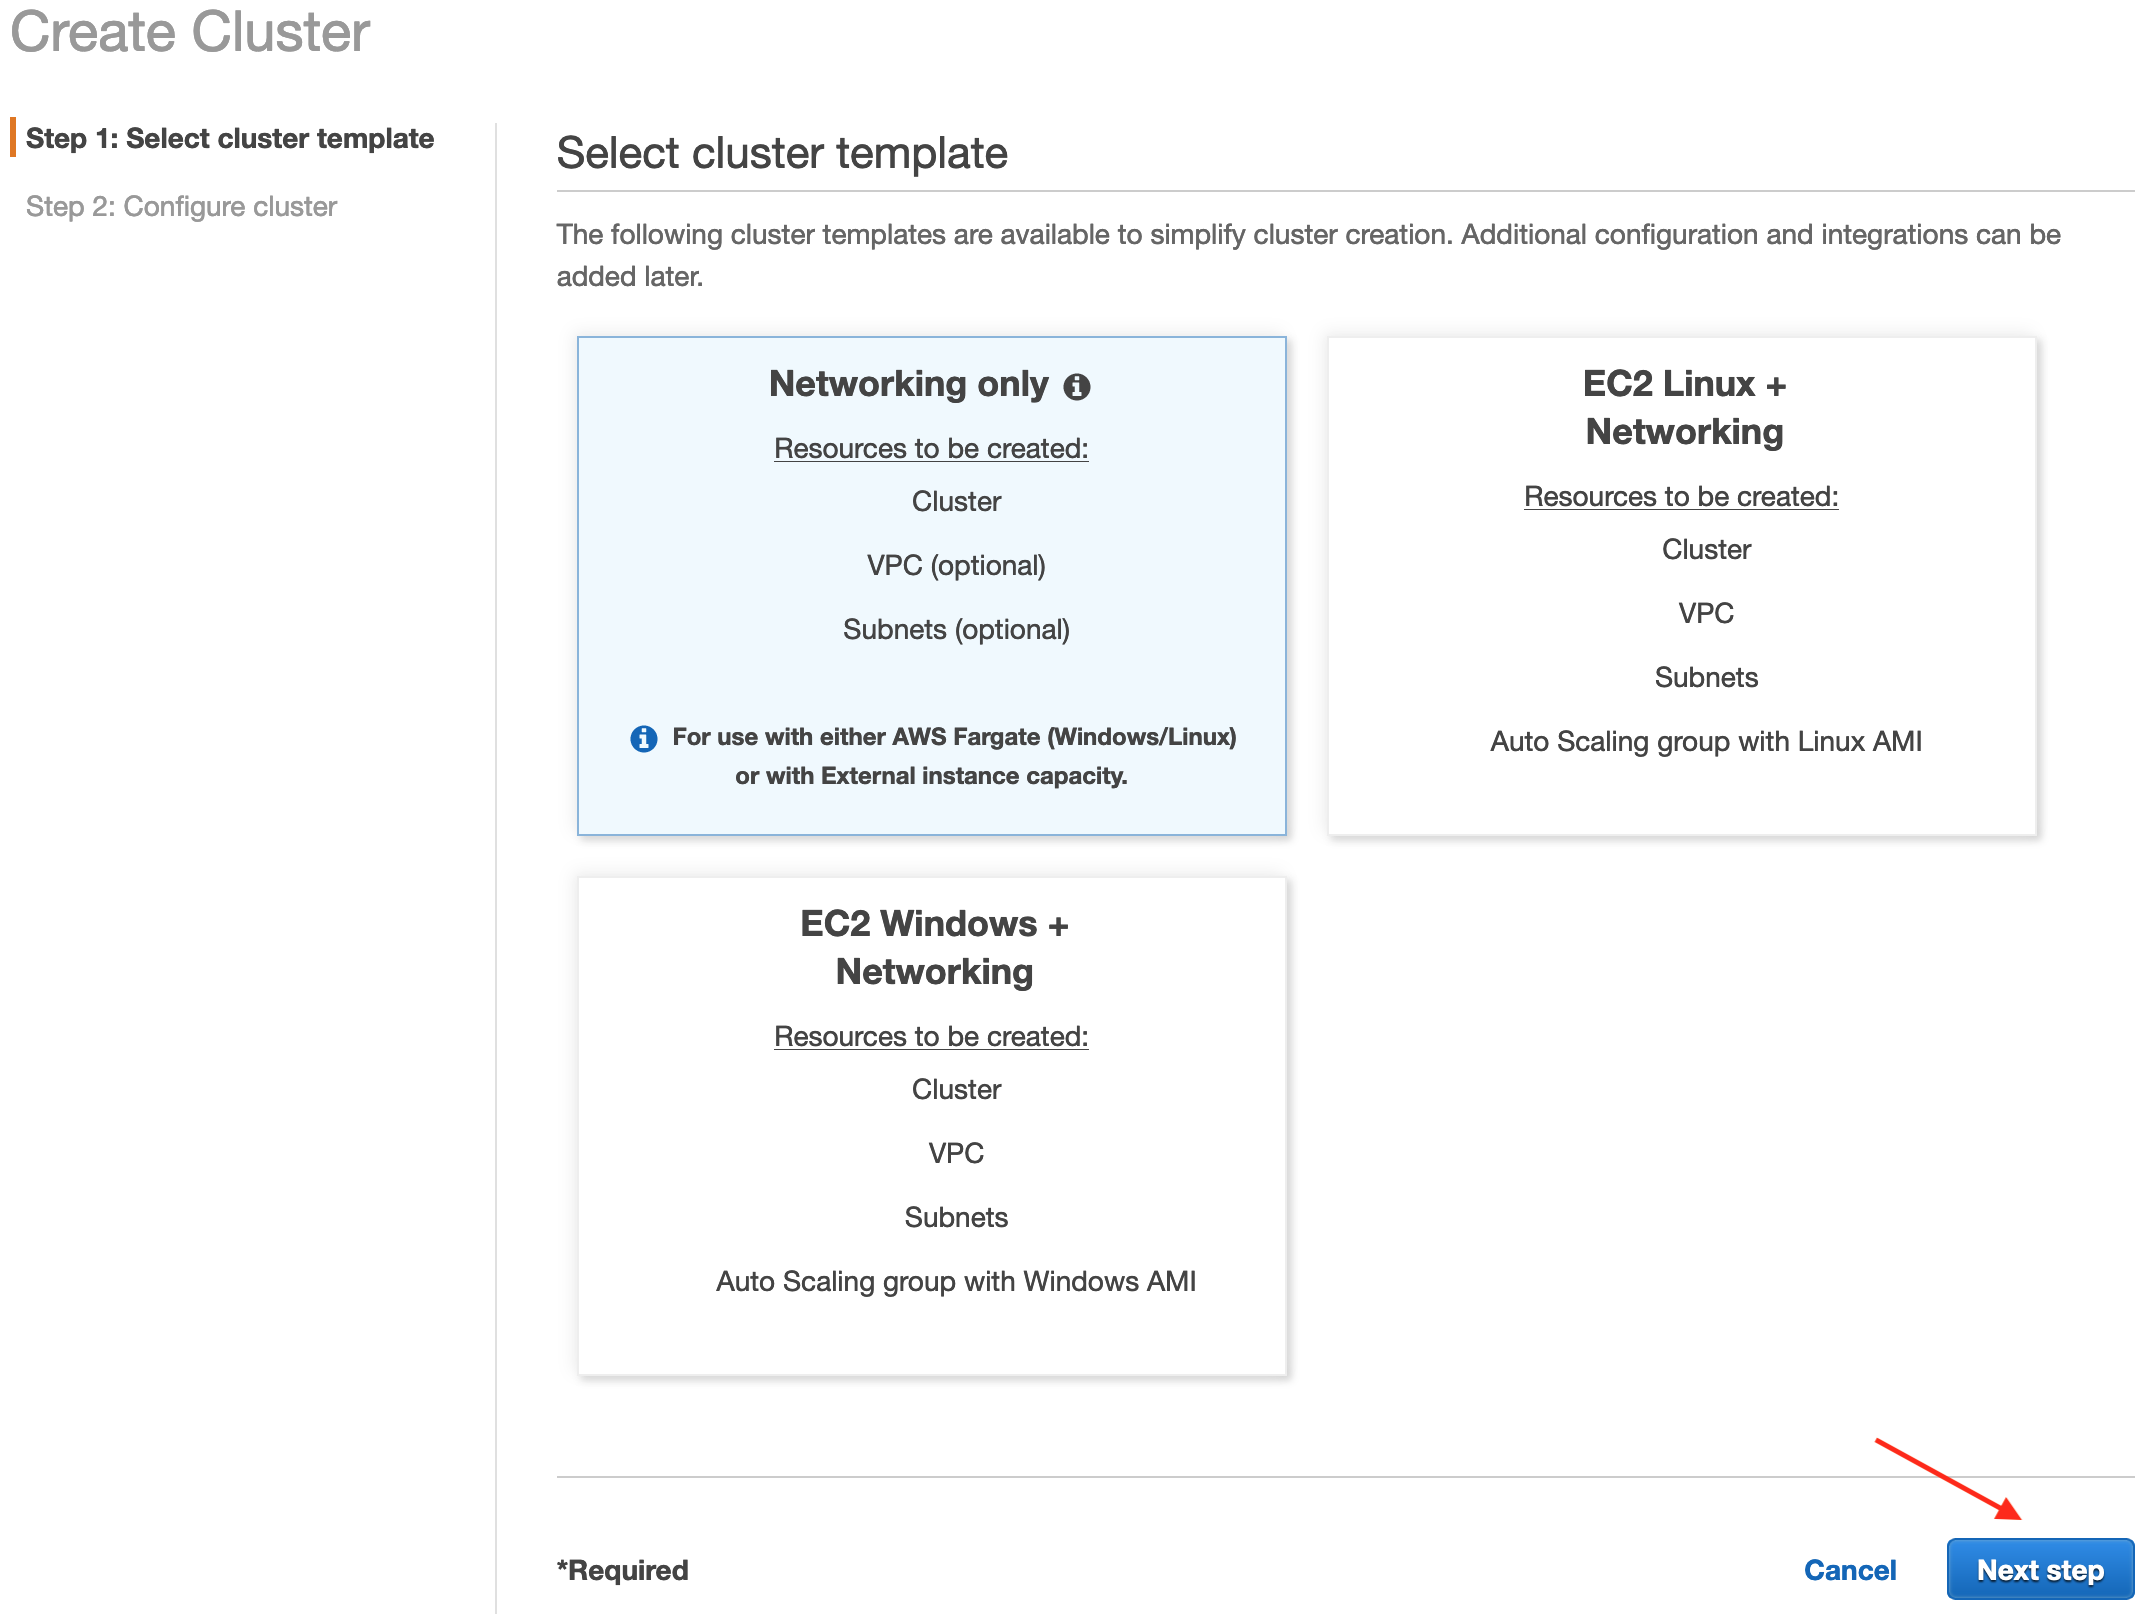 Create Cluster
Step 1: Select cluster template
Step 2: Configure cluster
Select cluster template
The following cluster templates are available to simplify cluster creation. Additional configuration and integrations can be
added later.
Networking only
Resources to be created:
Cluster
VPC (optional)
Subnets (optional)
For use with either AWS Fargate (Windows/Linux)
or with External instance capacity.
EC2 Linux +
Networking
Resources to be created:
Cluster
VPC
Subnets
Auto Scaling group with Linux AMI
EC2 Windows +
Networking
Resources to be created:
Cluster
VPC
Subnets
Auto Scaling group with Windows AMI
*Required
Cancel
Next step